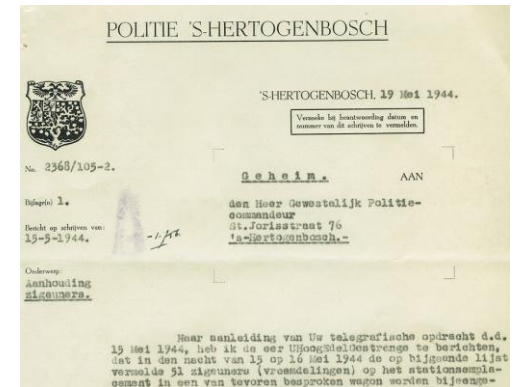 POLITIE 'S-HERTOGENBOSCH
'S-HERTOGENBOSCH, 19 Mei 1944.
Verzoeke bij beantwoording datum en
nummer van dit schrijven te vermelden.
No. 2368/105-2.
Geheim. AAN
Bijlage(n) 1.
den Heer Gewestelijk Politie-
commandeur
St.Jorisstraat 76
's-Hertogenbosch.-
Bericht op schrijven van:
15-5-1944.
Onderwerp:
Aanhouding
zigeuners.
Naar aanleiding van Uw telegrafische opdracht d.d.
15 Mei 1944, heb ik de eer UHoogEdelGestrenge te berichten,
dat in den nacht van 15 op 16 Mei 1944 de op bijgaande lijst
vermelde 51 zigeuners (vreemdelingen) op het stationsempla-
cement in een van tevoren besproken wagon werden bijeenge-